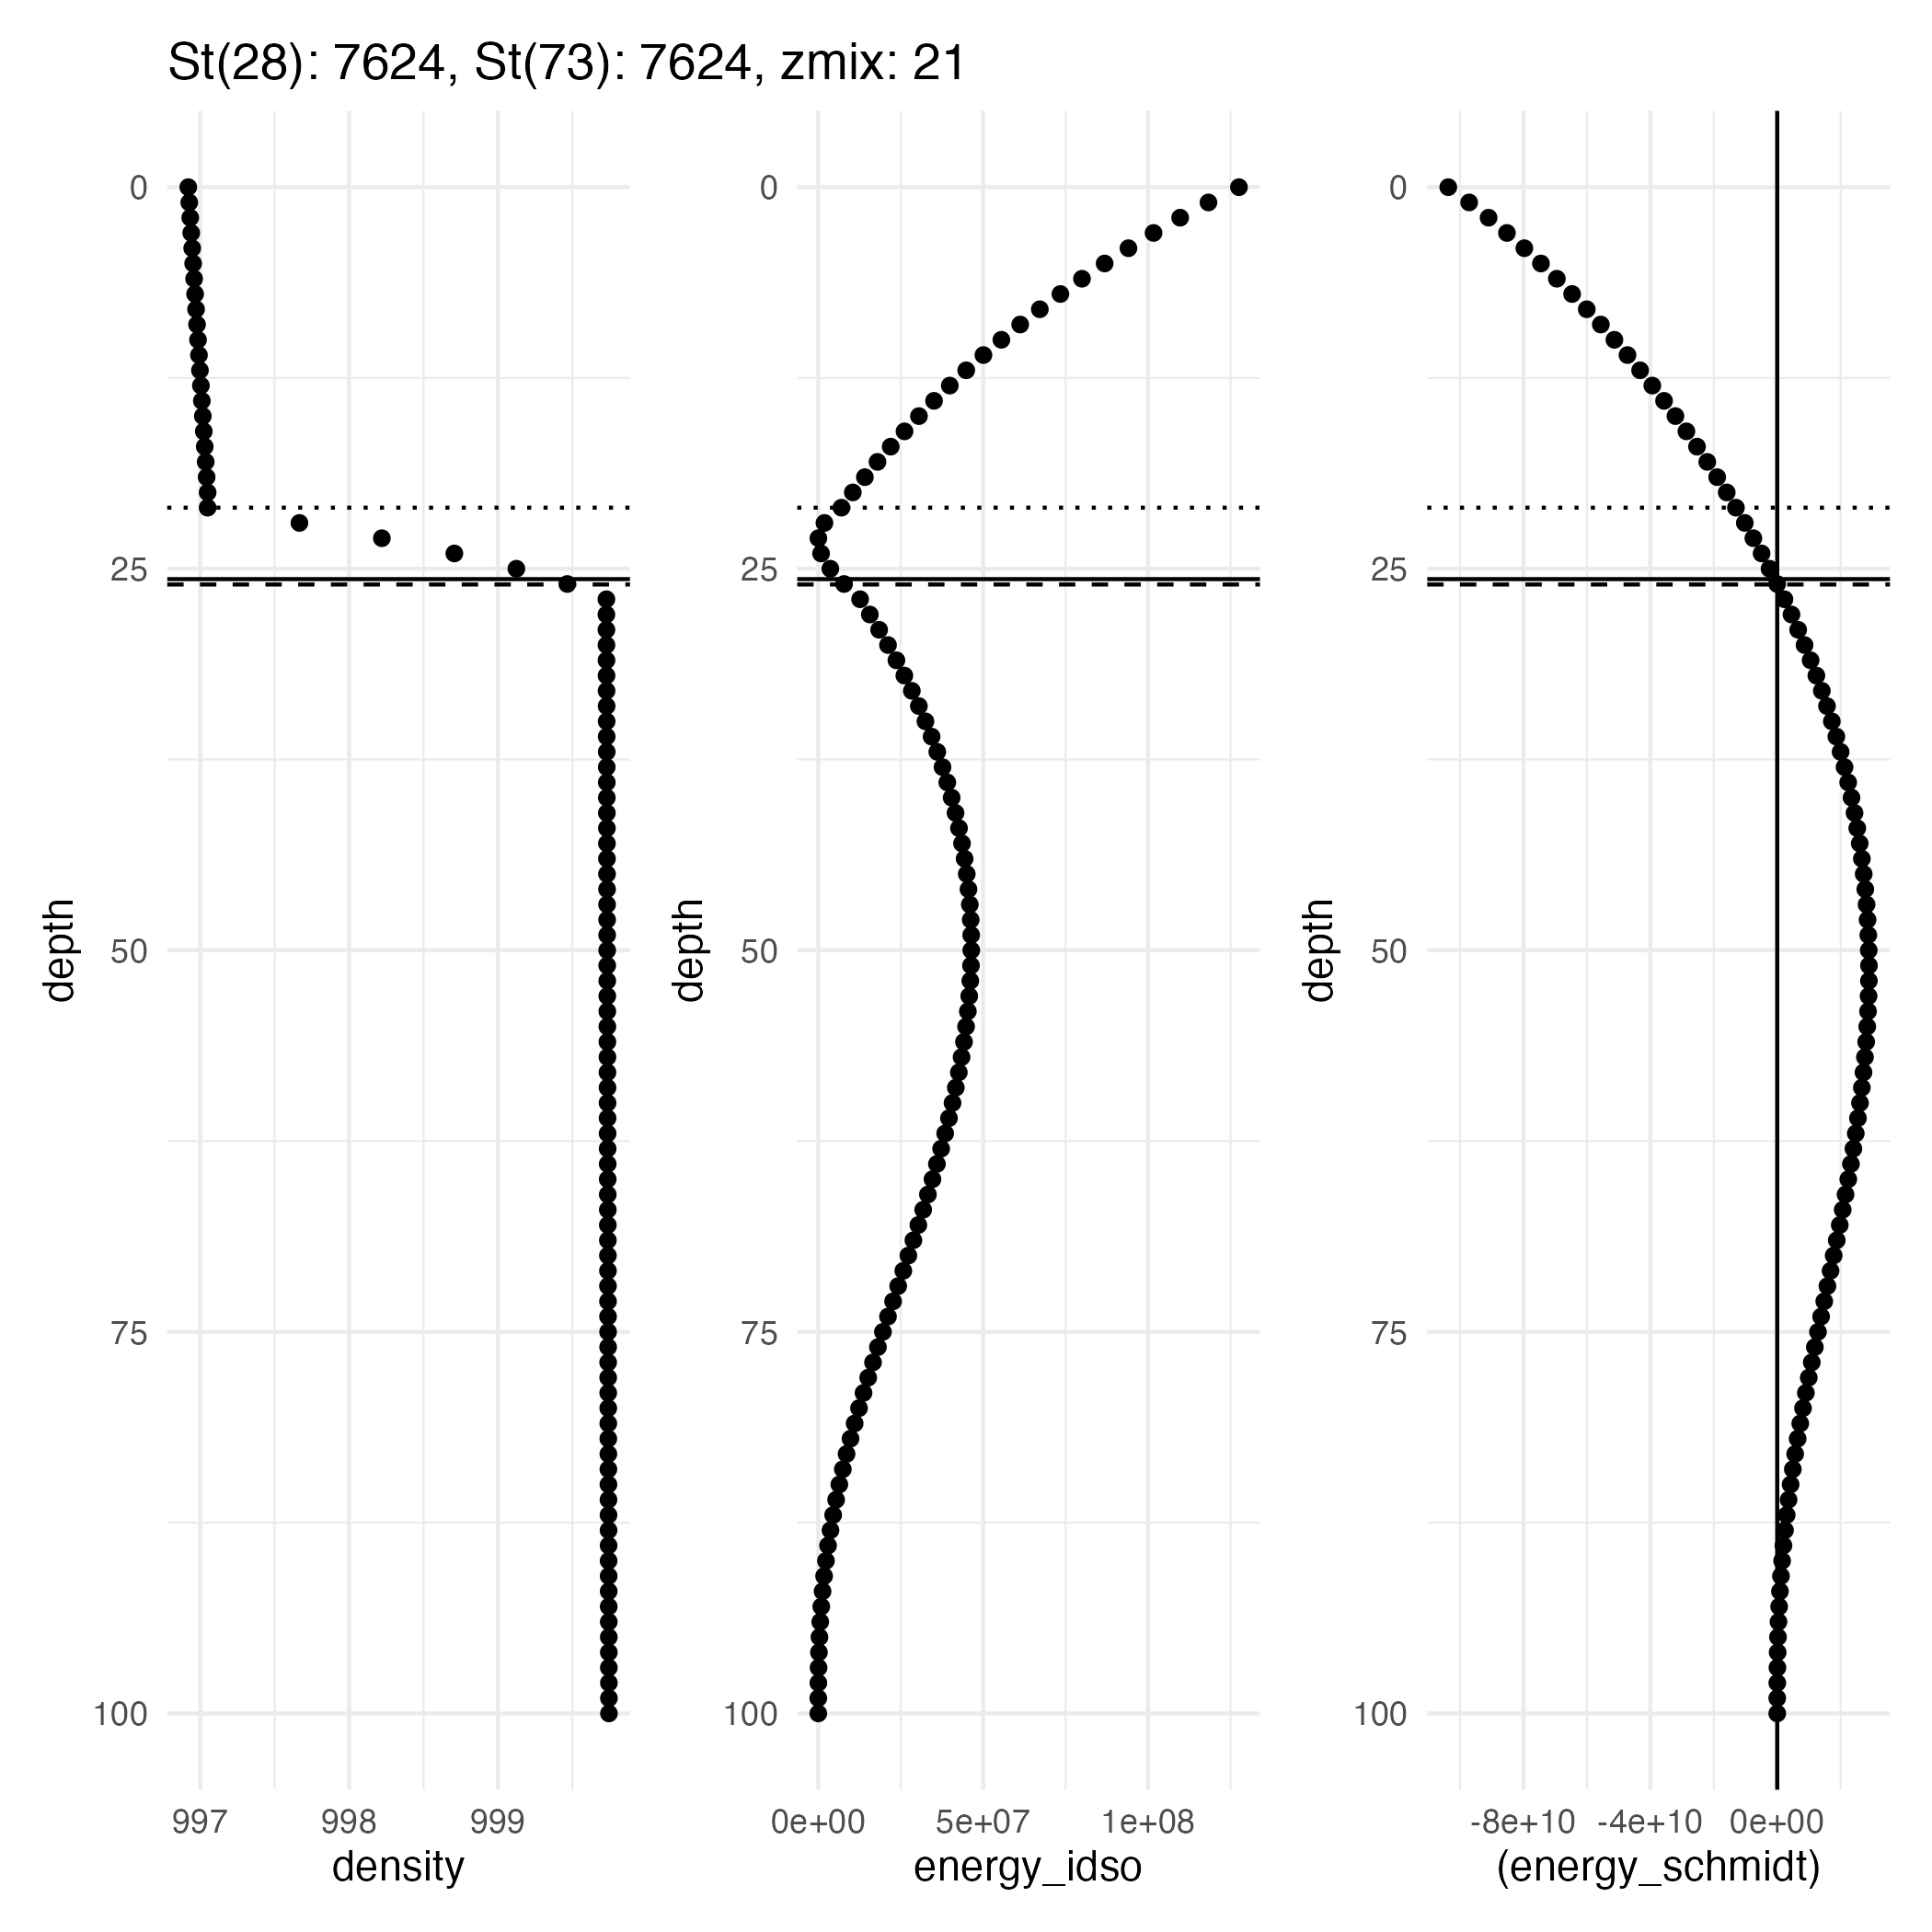 St(28): 7624, St(73): 7624, zmix: 21
depth
0
25
50
75
100
997 998 999
density
depth
0
25
50
75
100
0e+00 5e+07 1e+08
energy_idso
depth
0
25
50
75
100
-8e+10 -4e+10 0e+00
(energy_schmidt)